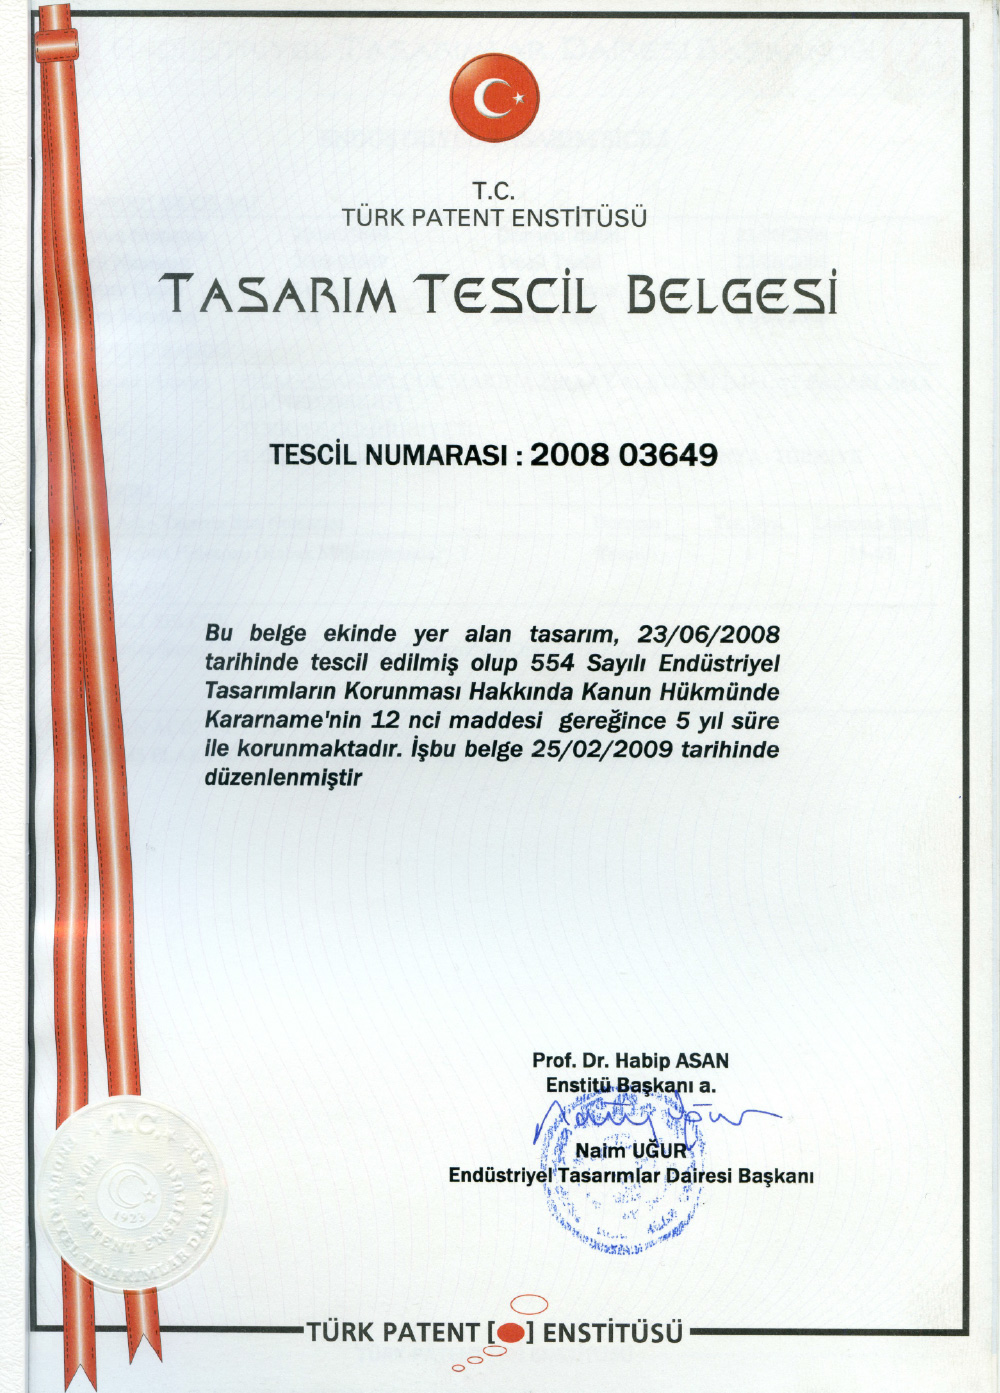 T.C.
TÜRK PATENT ENSTİTÜSÜ
TASARIM TESCİL BELGESİ
TESCİL NUMARASI : 2008 03649
Bu belge ekinde yer alan tasarım, 23/06/2008
tarihinde tescil edilmiş olup 554 Sayılı Endüstriyel
Tasarımların Korunması Hakkında Kanun Hükmünde
Kararname'nin 12 nci maddesi gereğince 5 yıl süre
ile korunmaktadır. İşbu belge 25/02/2009 tarihinde
düzenlenmiştir
Prof. Dr. Habip ASAN
Enstitü Başkanı a.
Naim UĞUR
Endüstriyel Tasarımlar Dairesi Başkanı
T.C.
PATENT
TÜRK PATENT [ ] ENSTİTÜSÜ